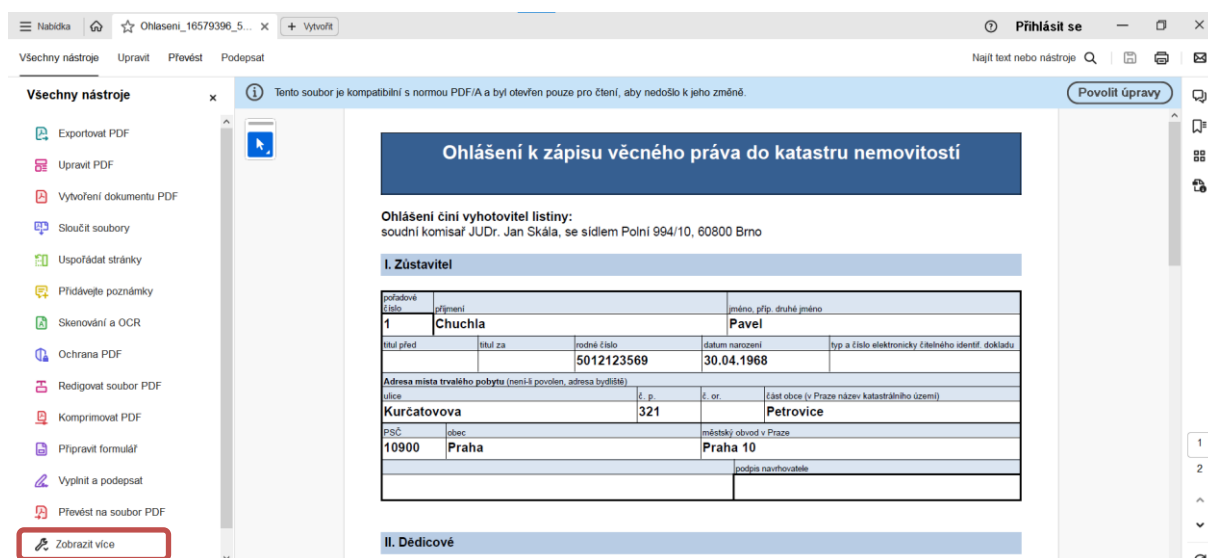 Nabídka
Ohlaseni_16579396_5... × + Vytvořit
Přihlásit se
Všechny nástroje Upravit Převést Podepsat
Najít text nebo nástroje
Všechny nástroje ×
Tento soubor je kompatibilní s normou PDF/A a byl otevřen pouze pro čtení, aby nedošlo k jeho změně.
Povolit úpravy
Exportovat PDF
Upravit PDF
Vytvoření dokumentu PDF
Sloučit soubory
Uspořádat stránky
Přidávejte poznámky
Skenování a OCR
Ochrana PDF
Redigovat soubor PDF
Komprimovat PDF
Připravit formulář
Vyplnit a podepsat
Převést na soubor PDF
Zobrazit více
Ohlášení k zápisu věcného práva do katastru nemovitostí
Ohlášení činí vyhotovitel listiny:
soudní komisař JUDr. Jan Skála, se sídlem Polní 994/10, 60800 Brno
I. Zůstavitel
pořadové
číslo příjmení jméno, příp. druhé jméno
1 Chuchla Pavel
titul před titul za rodné číslo datum narození typ a číslo elektronicky čitelného identif. dokladu
5012123569 30.04.1968
Adresa místa trvalého pobytu (není-li povolen, adresa bydliště)
ulice č. p. č. or. část obce (v Praze název katastrálního území)
Kurčatovova 321 Petrovice
PSČ obec městský obvod v Praze
10900 Praha Praha 10
podpis navrhovatele
II. Dědicové
1
2